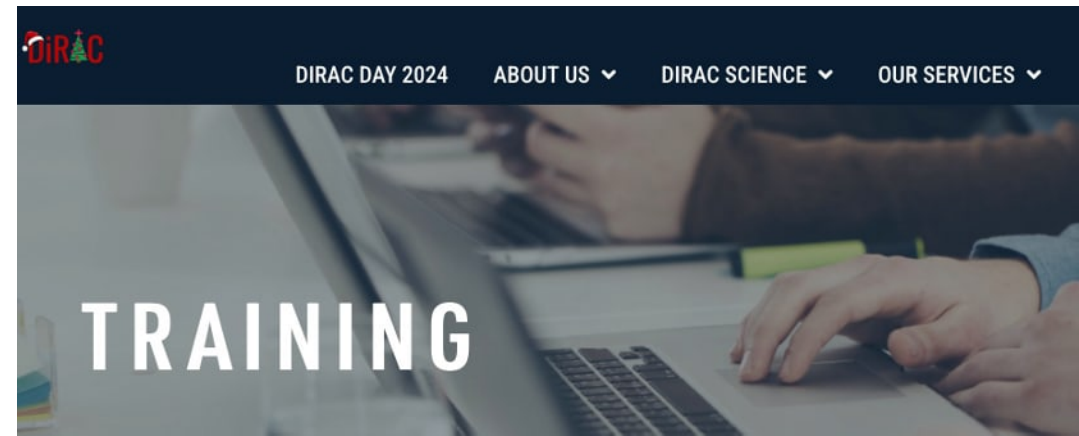 DiRAC
DIRAC DAY 2024 ABOUT US DIRAC SCIENCE OUR SERVICES
TRAINING